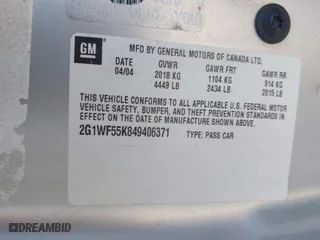 GM
MFD BY GENERAL MOTORS OF CANADA LTD.
DATE GVWR GAWR FRT GAWR RR
04/04 2018 KG 1104 KG 914 KG
4449 LB 2434 LB 2015 LB
THIS VEHICLE CONFORMS TO ALL APPLICABLE U.S. FEDERAL MOTOR
VEHICLE SAFETY, BUMPER, AND THEFT PREVENTION STANDARDS
IN EFFECT ON THE DATE OF MANUFACTURE SHOWN ABOVE.
2G1WF55K849406371 TYPE: PASS CAR
dreambid